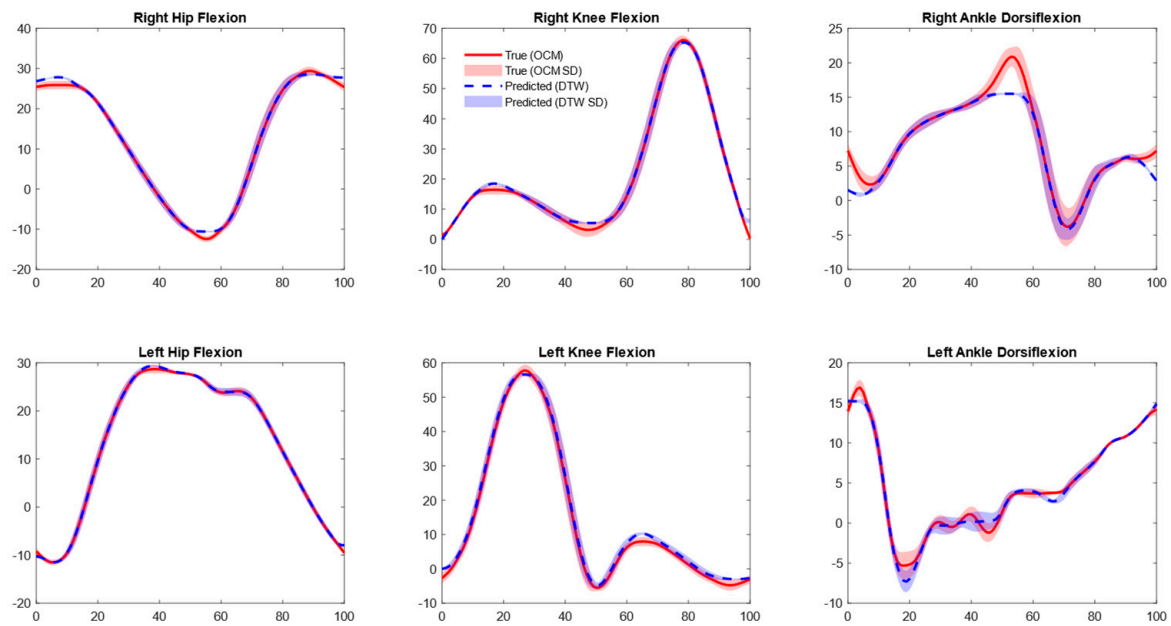 Right Hip Flexion
40
30
20
10
0
-10
-20
0 20 40 60 80 100
Right Knee Flexion
70
60
50
40
30
20
10
0
-10
True (OCM)
True (OCM SD)
Predicted (DTW)
Predicted (DTW SD)
0 20 40 60 80 100
Right Ankle Dorsiflexion
25
20
15
10
5
0
-5
-10
0 20 40 60 80 100
Left Hip Flexion
30
20
10
0
-10
-20
0 20 40 60 80 100
Left Knee Flexion
60
50
40
30
20
10
0
-10
0 20 40 60 80 100
Left Ankle Dorsiflexion
20
15
10
5
0
-5
-10
0 20 40 60 80 100